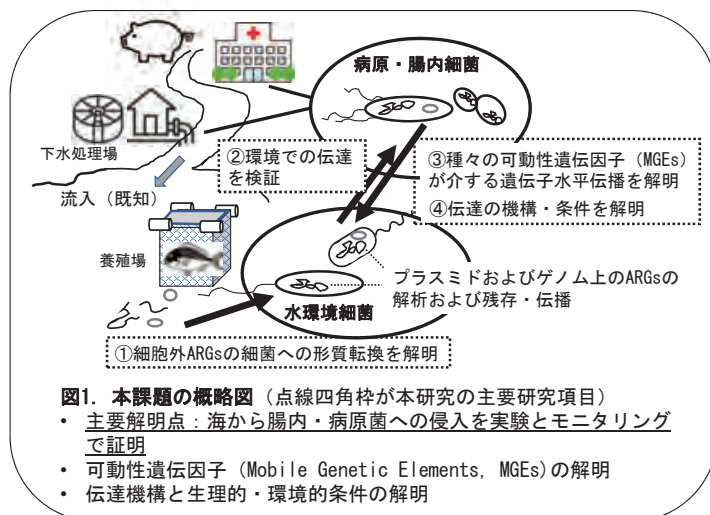 病原・腸内細菌
下水処理場
②環境での伝達
を検証
③種々の可動性遺伝因子（MGEs）
が介する遺伝子水平伝播を解明
④伝達の機構・条件を解明
流入（既知）
養殖場
プラスミドおよびゲノム上のARGsの
解析および残存・伝播
水環境細菌
①細胞外ARGsの細菌への形質転換を解明
図1. 本課題の概略図（点線四角枠が本研究の主要研究項目）
• 主要解明点：海から腸内・病原菌への侵入を実験とモニタリング
で証明
• 可動性遺伝因子（Mobile Genetic Elements, MGEs）の解明
• 伝達機構と生理的・環境的条件の解明